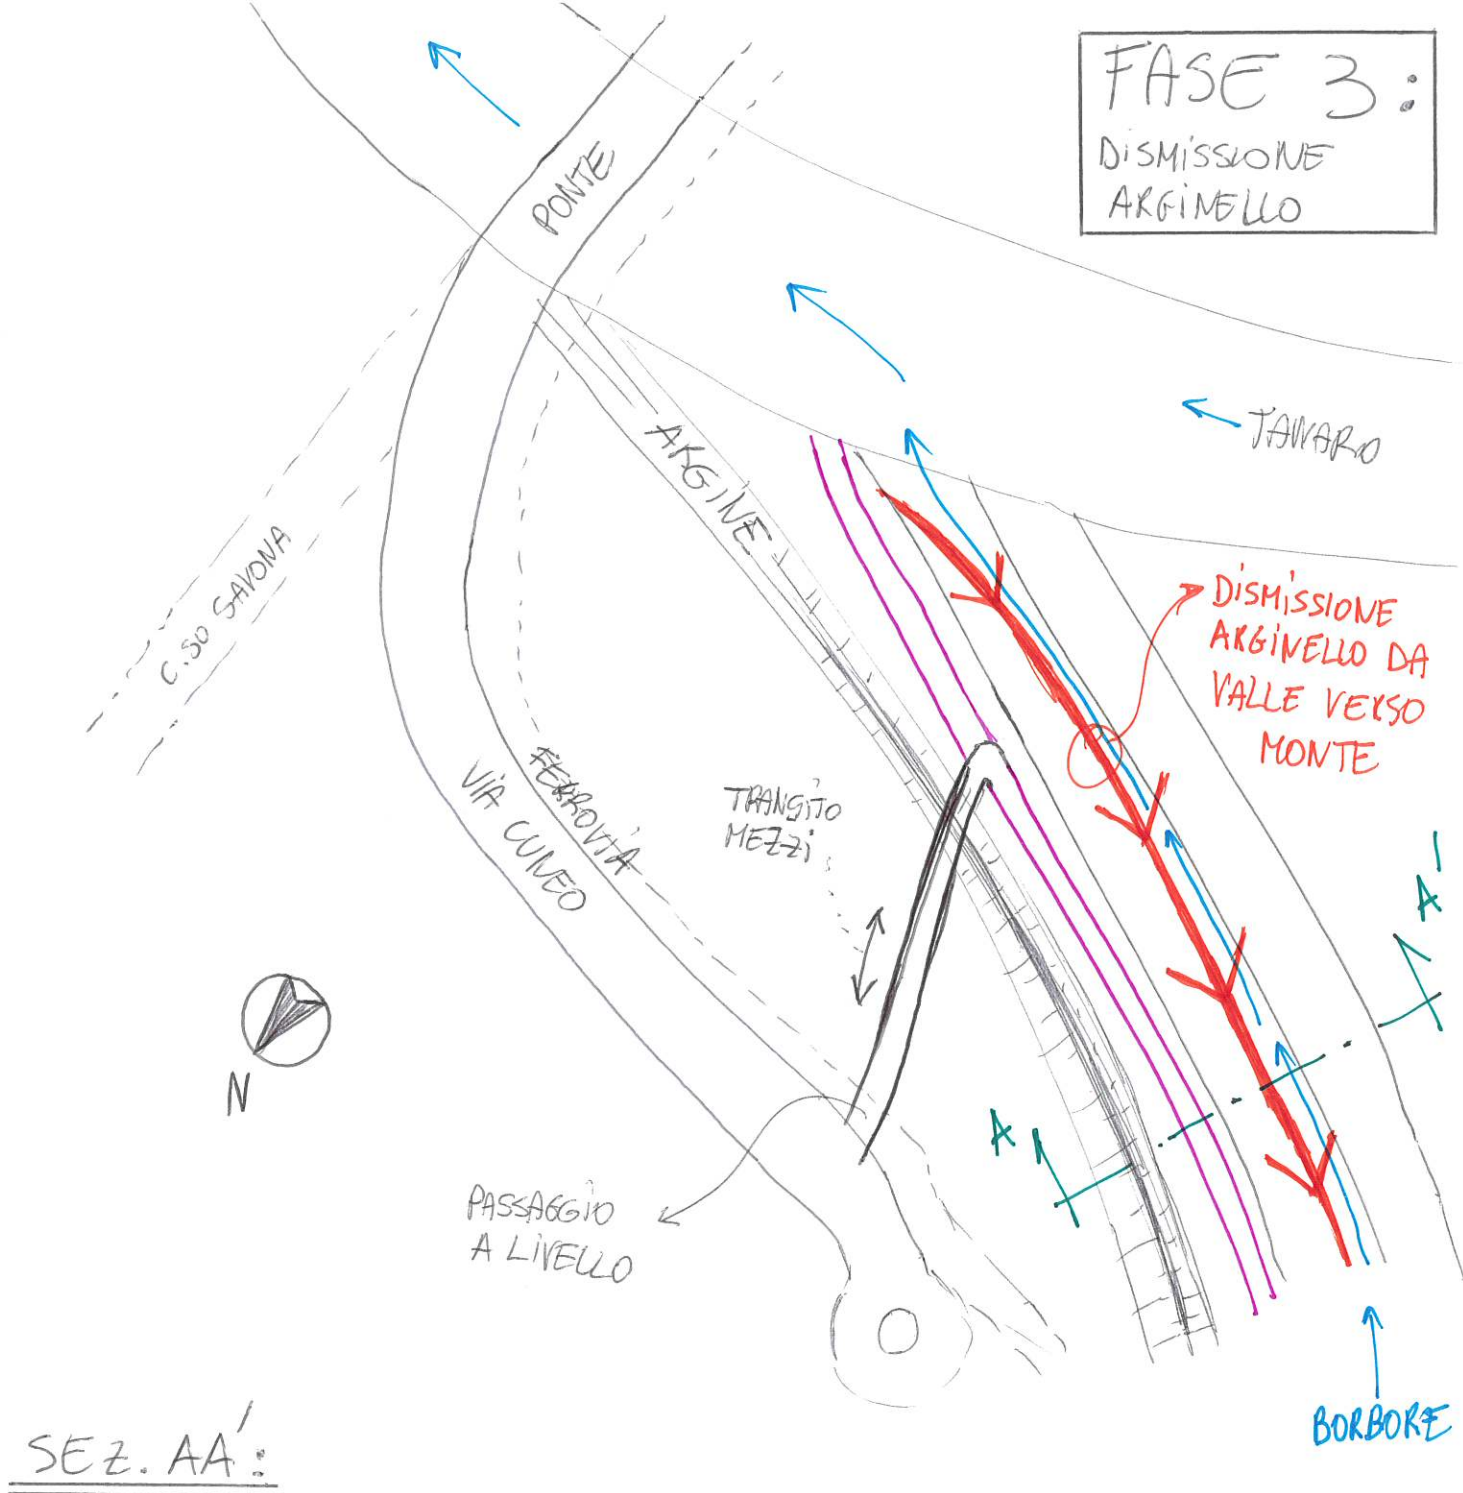 FASE 3:
DISMISSIONE
ARGINELLO
PONTE
TANARO
ARGINE
C.SO SAVONA
DISMISSIONE
ARGINELLO DA
VALLE VERSO
MONTE
FERROVIA
VIA CUNEO
TRANSITO
MEZZI
A'
A
N
PASSAGGIO
A LIVELLO
BORBORE
SEZ. AA':